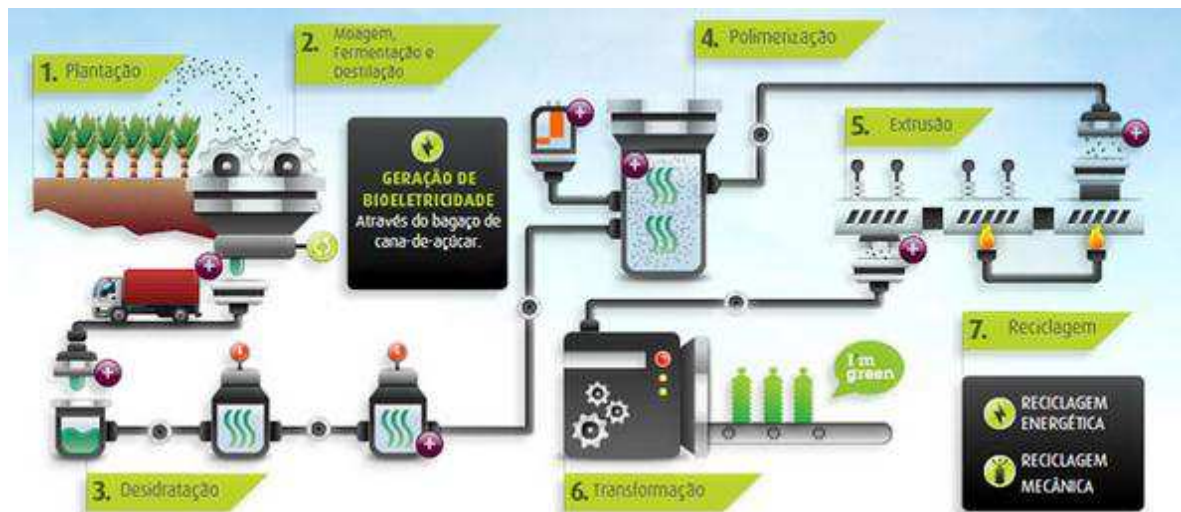 1. Plantação
2. Moagem,
Fermentação e
Destilação
GERAÇÃO DE
BIOELETRICIDADE
Através do bagaço de
cana-de-açúcar.
3. Desidratação
4. Polimerização
5. Extrusão
6. Transformação
I'm
green
7. Reciclagem
RECICLAGEM
ENERGÉTICA
RECICLAGEM
MECÂNICA